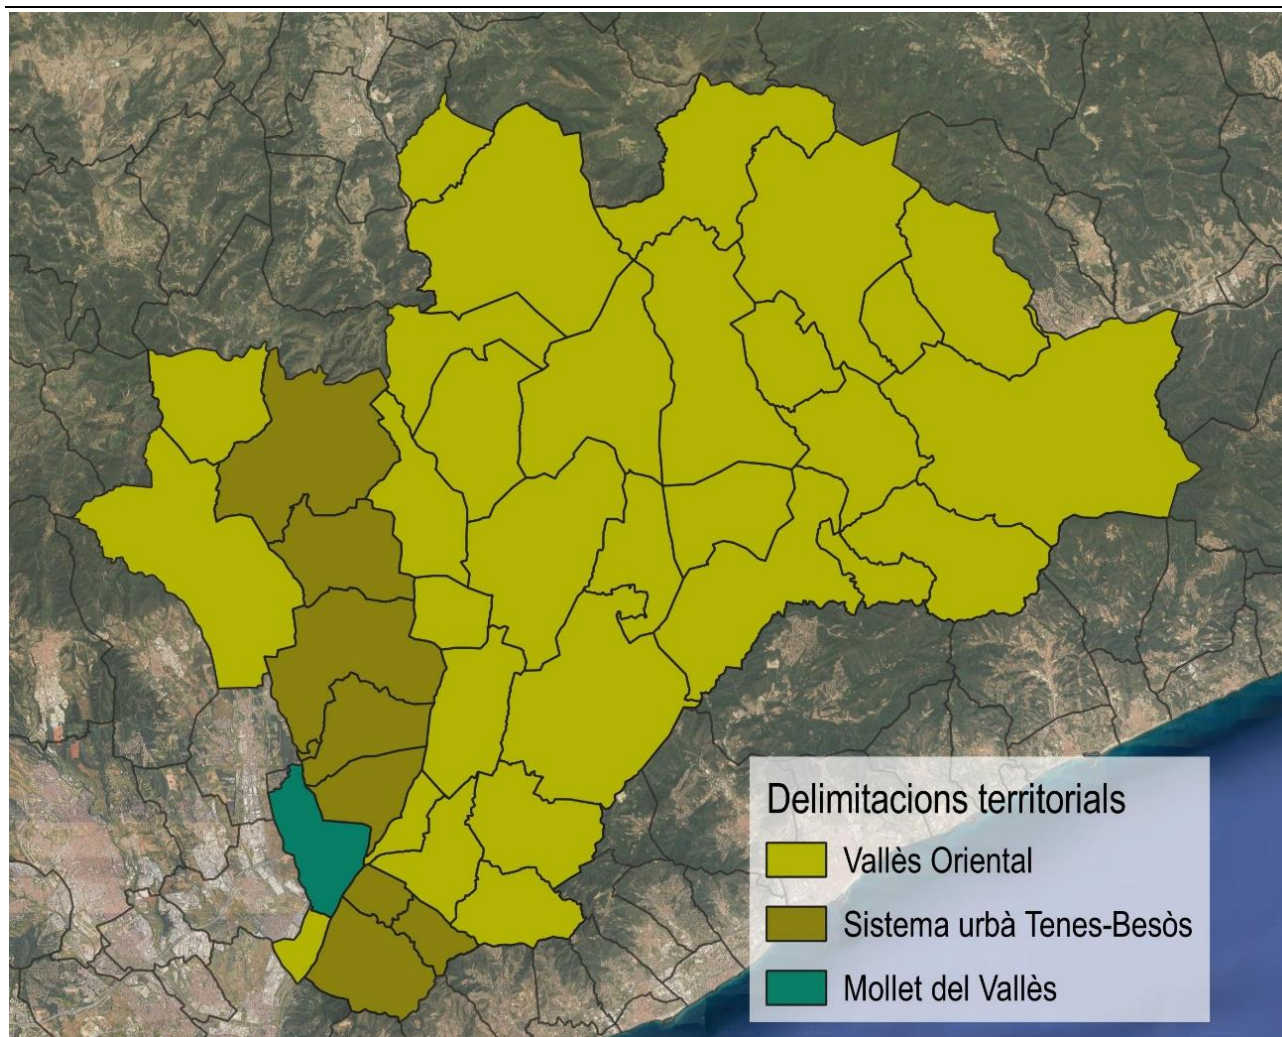 Delimitacions territorials
Vallès Oriental
Sistema urbà Tenes-Besòs
Mollet del Vallès